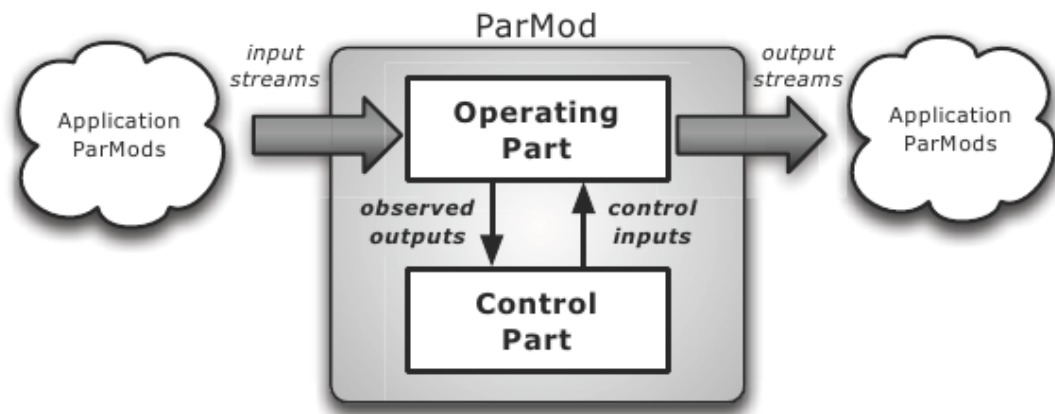 ParMod
input
streams
output
streams
Application
ParMods
Operating
Part
Application
ParMods
observed
outputs
control
inputs
Control
Part